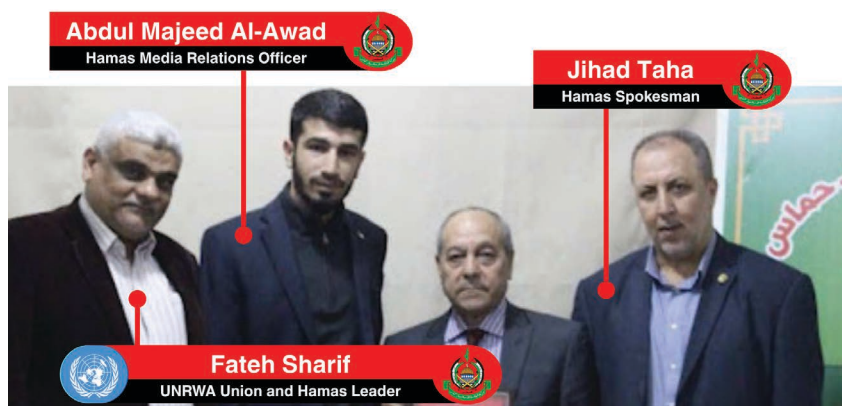 Abdul Majeed Al-Awad
Hamas Media Relations Officer
Jihad Taha
Hamas Spokesman
حماس
Fateh Sharif
UNRWA Union and Hamas Leader